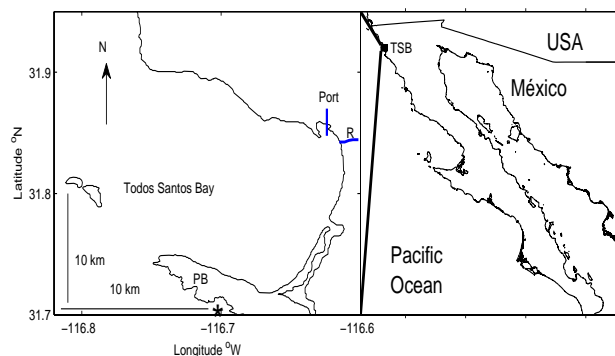 N
Port
R
Todos Santos Bay
10 km
10 km
PB
*
31.9
31.8
31.7
Latitude °N
−116.8
−116.7
−116.6
Longitude °W
TSB
USA
México
Pacific
Ocean